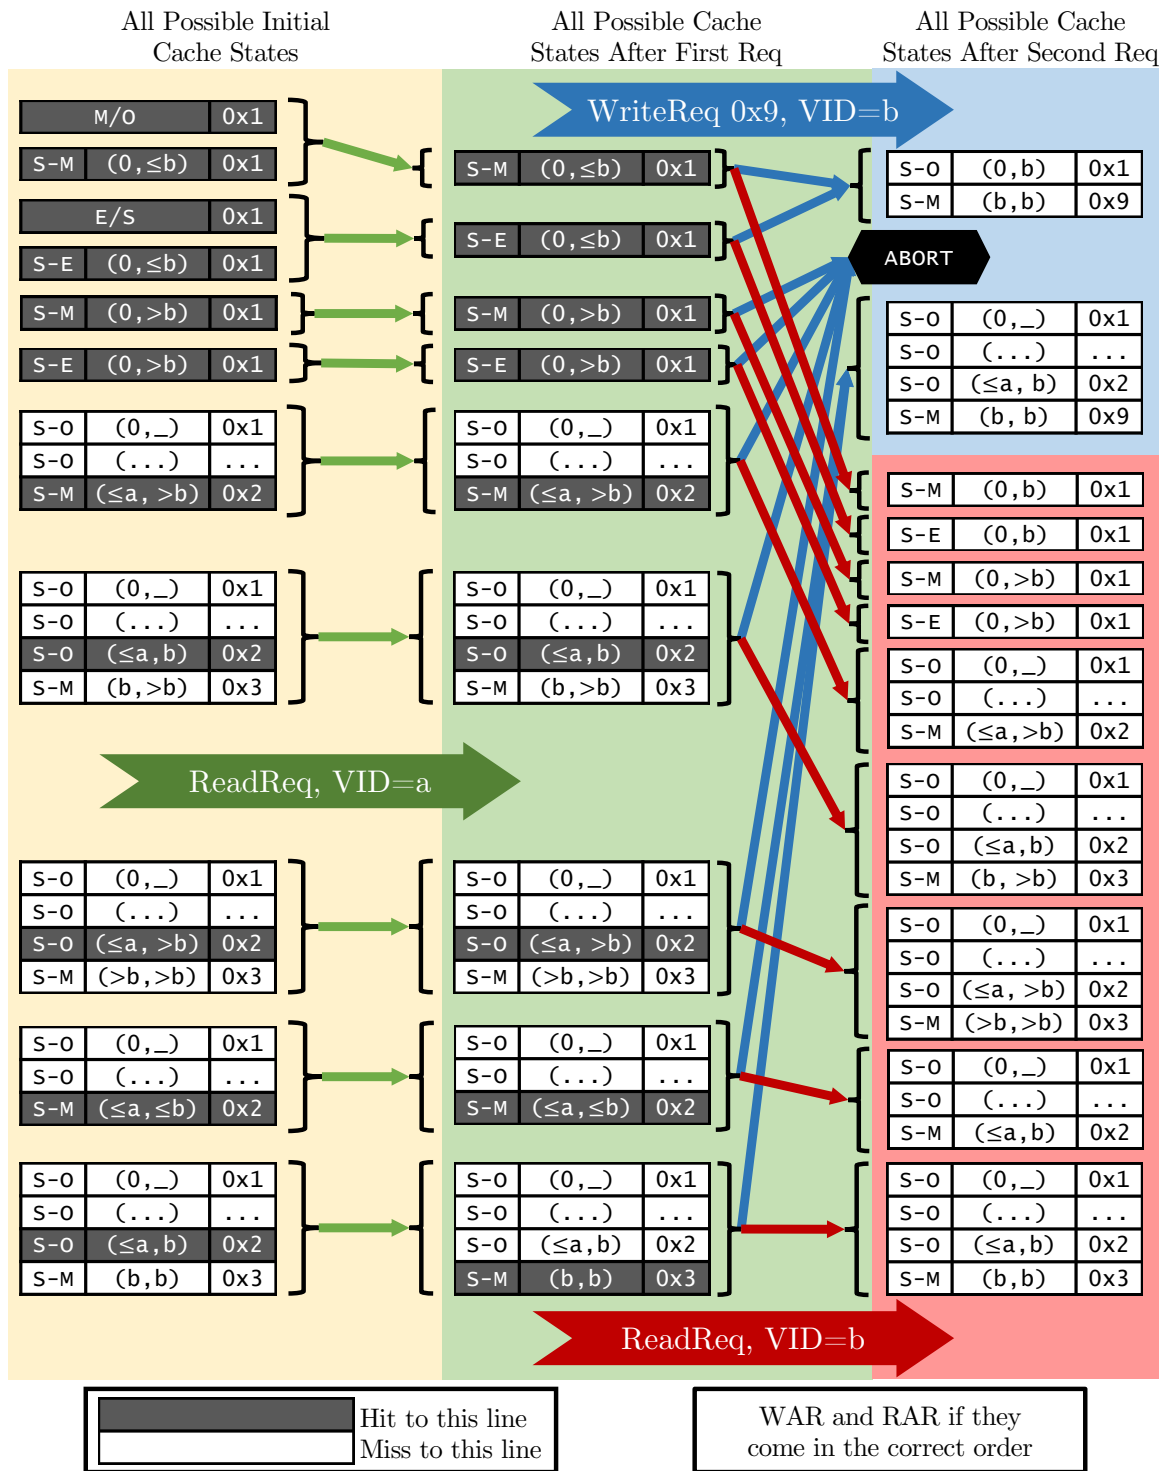 All Possible Initial
Cache States
All Possible Cache
States After First Req
All Possible Cache
States After Second Req
WriteReq 0x9, VID=b
M/O 0x1
S-M (0,≤b) 0x1
E/S 0x1
S-E (0,≤b) 0x1
S-M (0,>b) 0x1
S-E (0,>b) 0x1
S-O (0,_) 0x1
S-O (...) ...
S-M (≤a, >b) 0x2
S-O (0,_) 0x1
S-O (...) ...
S-O (≤a,b) 0x2
S-M (b,>b) 0x3
ReadReq, VID=a
S-O (0,_) 0x1
S-O (...) ...
S-O (≤a, >b) 0x2
S-M (>b,>b) 0x3
S-O (0,_) 0x1
S-O (...) ...
S-M (≤a,≤b) 0x2
S-O (0,_) 0x1
S-O (...) ...
S-O (≤a,b) 0x2
S-M (b,b) 0x3
S-M (0,≤b) 0x1
S-E (0,≤b) 0x1
S-M (0,>b) 0x1
S-E (0,>b) 0x1
S-O (0,_) 0x1
S-O (...) ...
S-M (≤a, >b) 0x2
S-O (0,_) 0x1
S-O (...) ...
S-O (≤a,b) 0x2
S-M (b,>b) 0x3
S-O (0,_) 0x1
S-O (...) ...
S-O (≤a, >b) 0x2
S-M (>b,>b) 0x3
S-O (0,_) 0x1
S-O (...) ...
S-M (≤a,≤b) 0x2
S-O (0,_) 0x1
S-O (...) ...
S-O (≤a,b) 0x2
S-M (b,b) 0x3
S-O (0,b) 0x1
S-M (b,b) 0x9
ABORT
S-O (0,_) 0x1
S-O (...) ...
S-O (≤a, b) 0x2
S-M (b, b) 0x9
S-M (0,b) 0x1
S-E (0,b) 0x1
S-M (0,>b) 0x1
S-E (0,>b) 0x1
S-O (0,_) 0x1
S-O (...) ...
S-M (≤a,>b) 0x2
S-O (0,_) 0x1
S-O (...) ...
S-O (≤a,b) 0x2
S-M (b, >b) 0x3
S-O (0,_) 0x1
S-O (...) ...
S-O (≤a, >b) 0x2
S-M (>b,>b) 0x3
S-O (0,_) 0x1
S-O (...) ...
S-M (≤a,b) 0x2
S-O (0,_) 0x1
S-O (...) ...
S-O (≤a,b) 0x2
S-M (b,b) 0x3
ReadReq, VID=b
Hit to this line
Miss to this line
WAR and RAR if they
come in the correct order